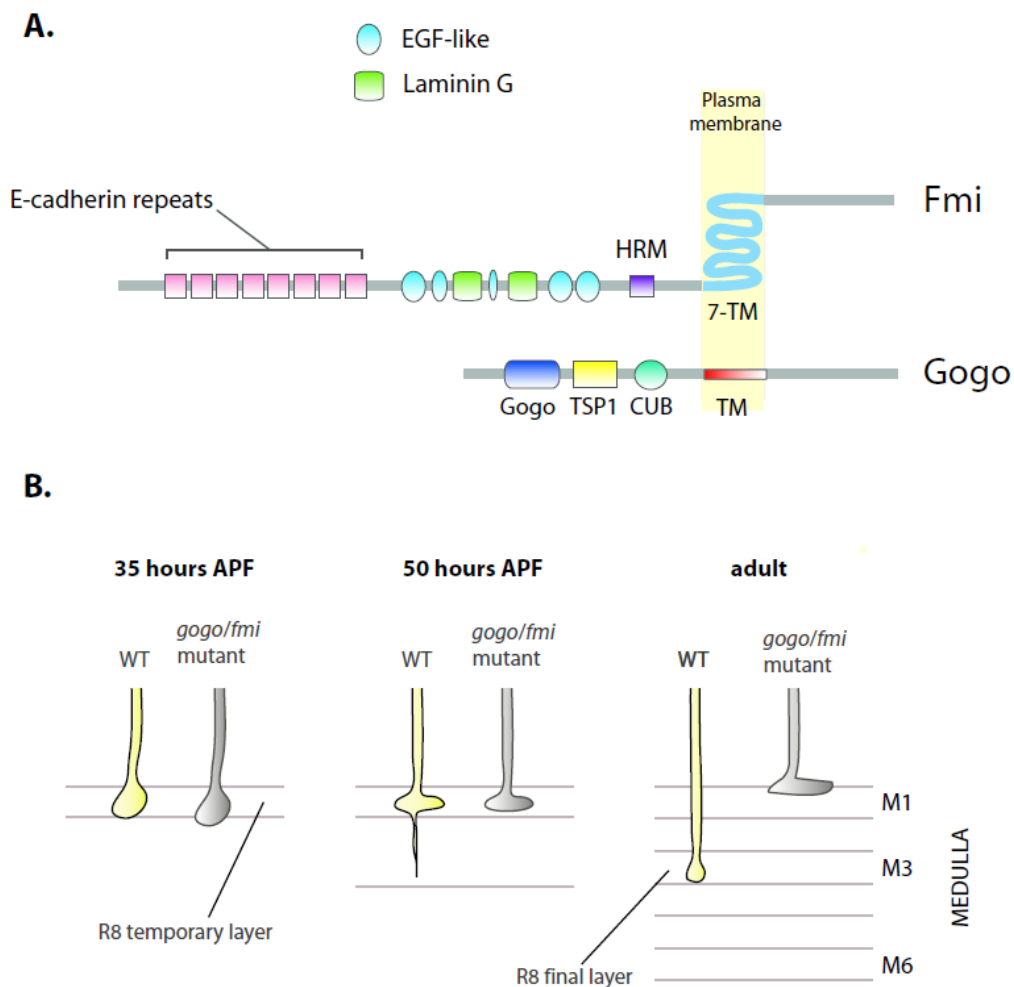 A.
EGF-like
Laminin G
Plasma
membrane
E-cadherin repeats
Fmi
HRM
7-TM
Gogo
Gogo
TSP1
CUB
TM
B.
35 hours APF
50 hours APF
adult
WT
gogo/fmi
mutant
WT
gogo/fmi
mutant
WT
gogo/fmi
mutant
M1
M3
M6
MEDULLA
R8 temporary layer
R8 final layer